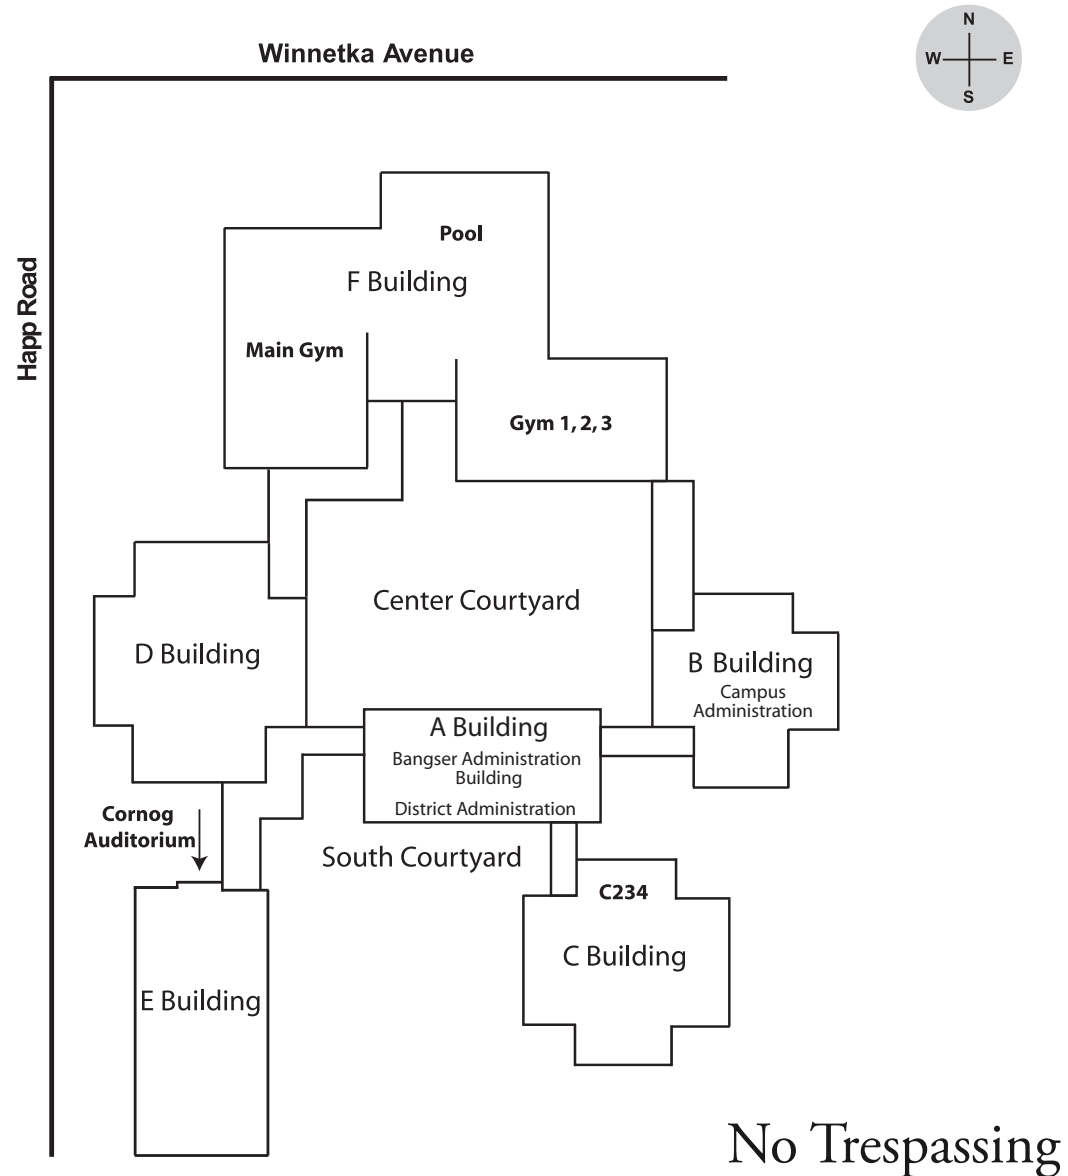 N
W E
S
Winnetka Avenue
Happ Road
Pool
F Building
Main Gym
Gym 1, 2, 3
Center Courtyard
D Building
B Building
Campus
Administration
A Building
Bangser Administration
Building
District Administration
Cornog
Auditorium
South Courtyard
C234
C Building
E Building
No Trespassing